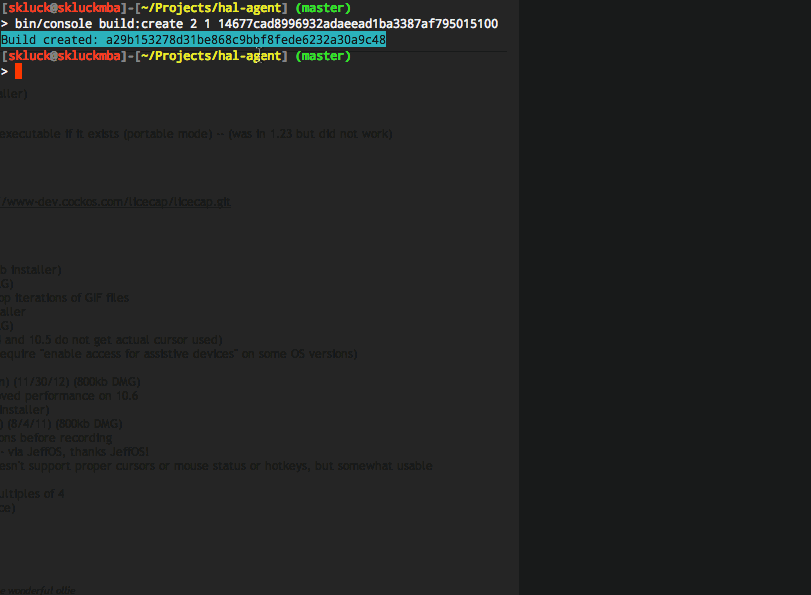 [skluck@skluckmba]-[~/Projects/hal-agent] (master)
> bin/console build:create 2 1 14677cad8996932adaeead1ba3387af795015100
Build created: a29b153278d31be868c9bbf8fede6232a30a9c48
[skluck@skluckmba]-[~/Projects/hal-agent] (master)
>
aller)
executable if it exists (portable mode) -- (was in 1.23 but did not work)
/www-dev.cockos.com/licecap/licecap.git
b installer)
G)
op iterations of GIF files
aller
G)
and 10.5 do not get actual cursor used)
equire "enable access for assistive devices" on some OS versions)
) (11/30/12) (800kb DMG)
wed performance on 10.6
installer)
) (8/4/11) (800kb DMG)
ons before recording
- via JeffOS, thanks JeffOS!
esn't support proper cursors or mouse status or hotkeys, but somewhat usable
ultiples of 4
ce)
wonderful